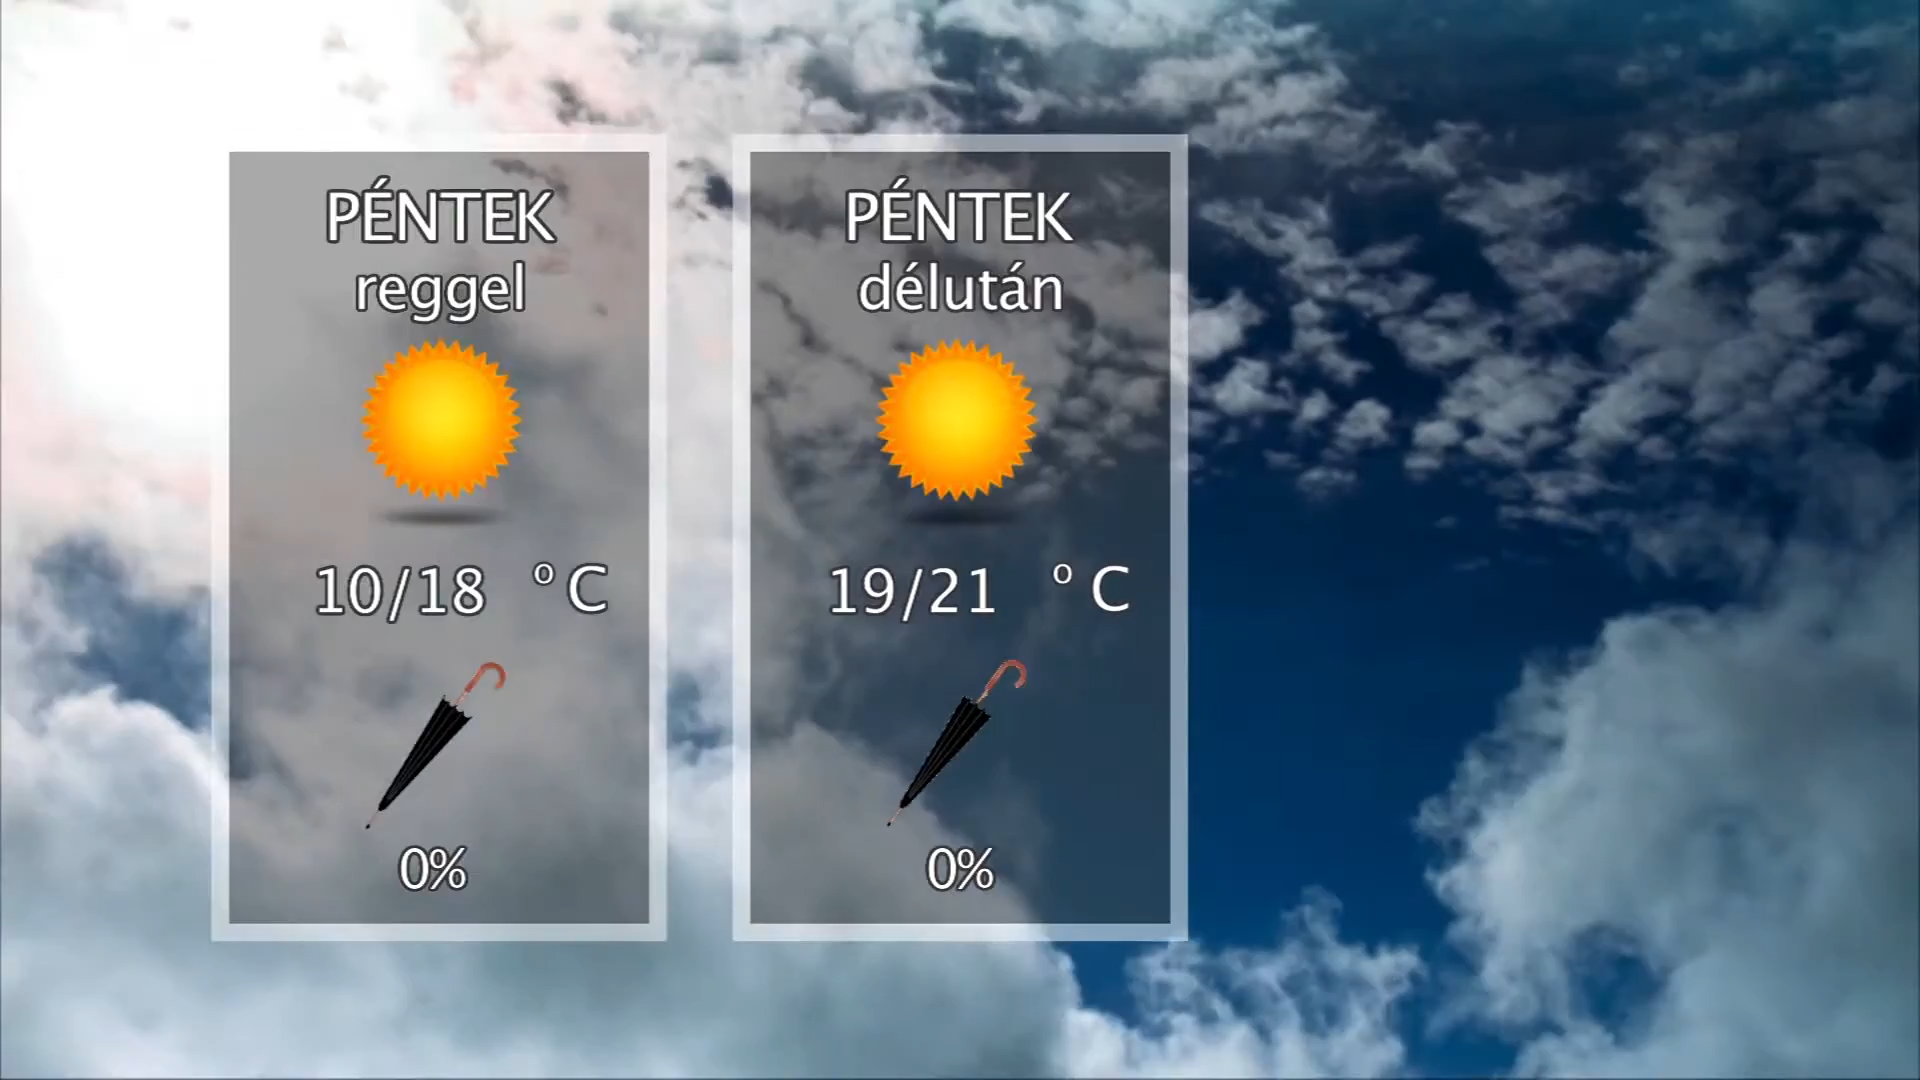 PÉNTEK
reggel
10/18 °C
0%
PÉNTEK
délután
19/21 °C
0%